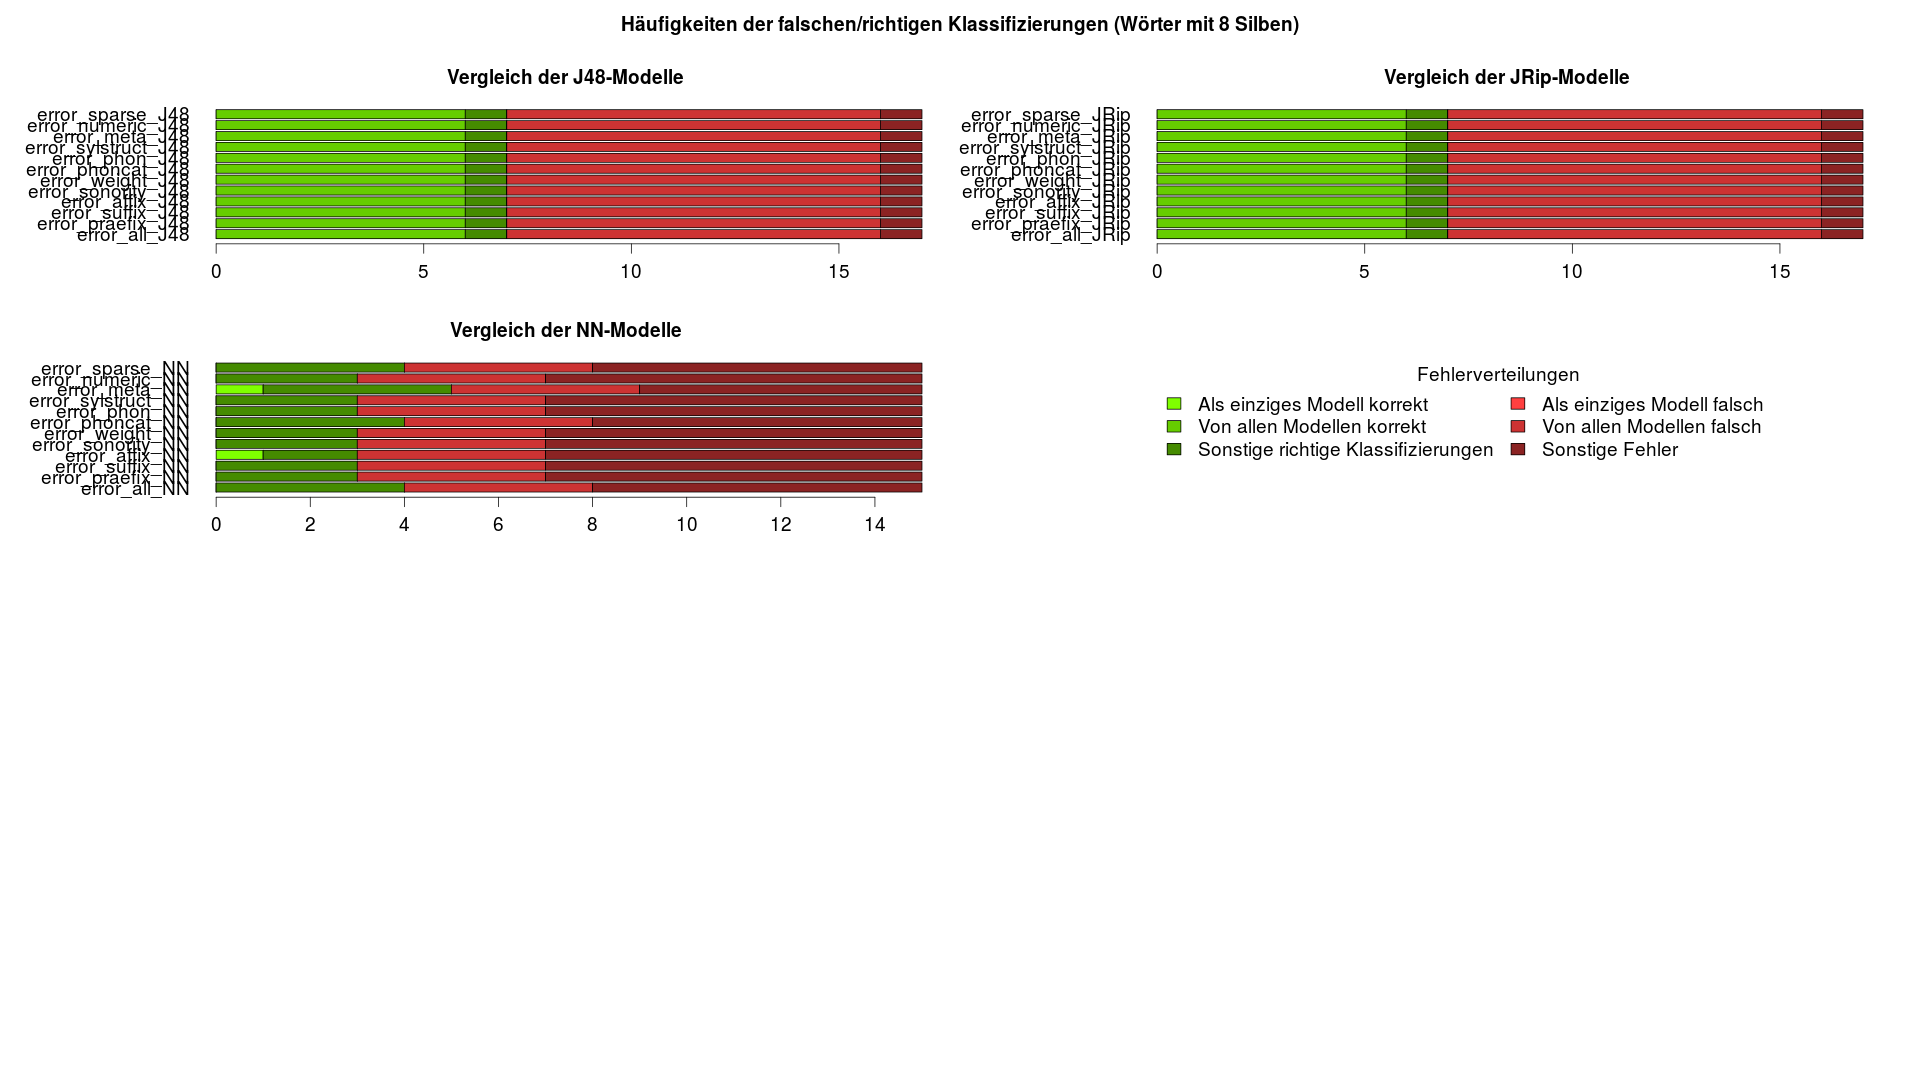 Häufigkeiten der falschen/richtigen Klassifizierungen (Wörter mit 8 Silben)
Vergleich der J48-Modelle
error_sparse_J48
error_numeric_J48
error_meta_J48
error_sylstruct_J48
error_phon_J48
error_phoncat_J48
error_weight_J48
error_sonority_J48
error_affix_J48
error_suffix_J48
error_praefix_J48
error_all_J48
0 5 10 15
Vergleich der JRip-Modelle
error_sparse_JRip
error_numeric_JRip
error_meta_JRip
error_sylstruct_JRip
error_phon_JRip
error_phoncat_JRip
error_weight_JRip
error_sonority_JRip
error_affix_JRip
error_suffix_JRip
error_praefix_JRip
error_all_JRip
0 5 10 15
Vergleich der NN-Modelle
error_sparse_NN
error_numeric_NN
error_meta_NN
error_sylstruct_NN
error_phon_NN
error_phoncat_NN
error_weight_NN
error_sonority_NN
error_affix_NN
error_suffix_NN
error_praefix_NN
error_all_NN
0 2 4 6 8 10 12 14
Fehlerverteilungen
Als einziges Modell korrekt
Von allen Modellen korrekt
Sonstige richtige Klassifizierungen
Als einziges Modell falsch
Von allen Modellen falsch
Sonstige Fehler